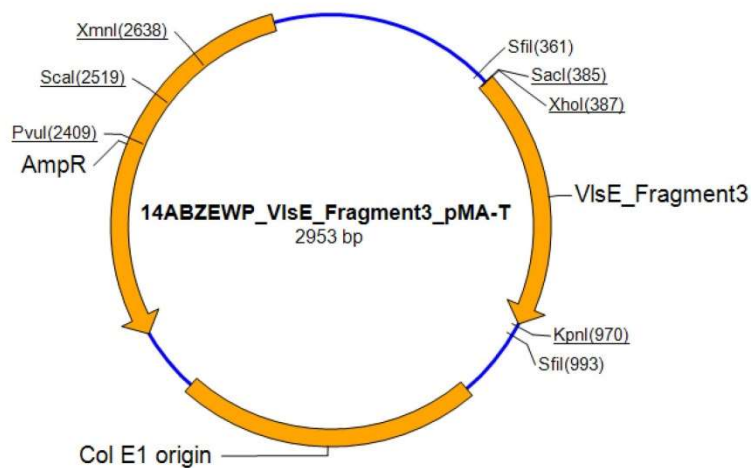 XmnI(2638)
SfiI(361)
ScaI(2519)
SacI(385)
XhoI(387)
PvuI(2409)
AmpR
VlsE_Fragment3
14ABZEWP_VlsE_Fragment3_pMA-T
2953 bp
KpnI(970)
SfiI(993)
Col E1 origin